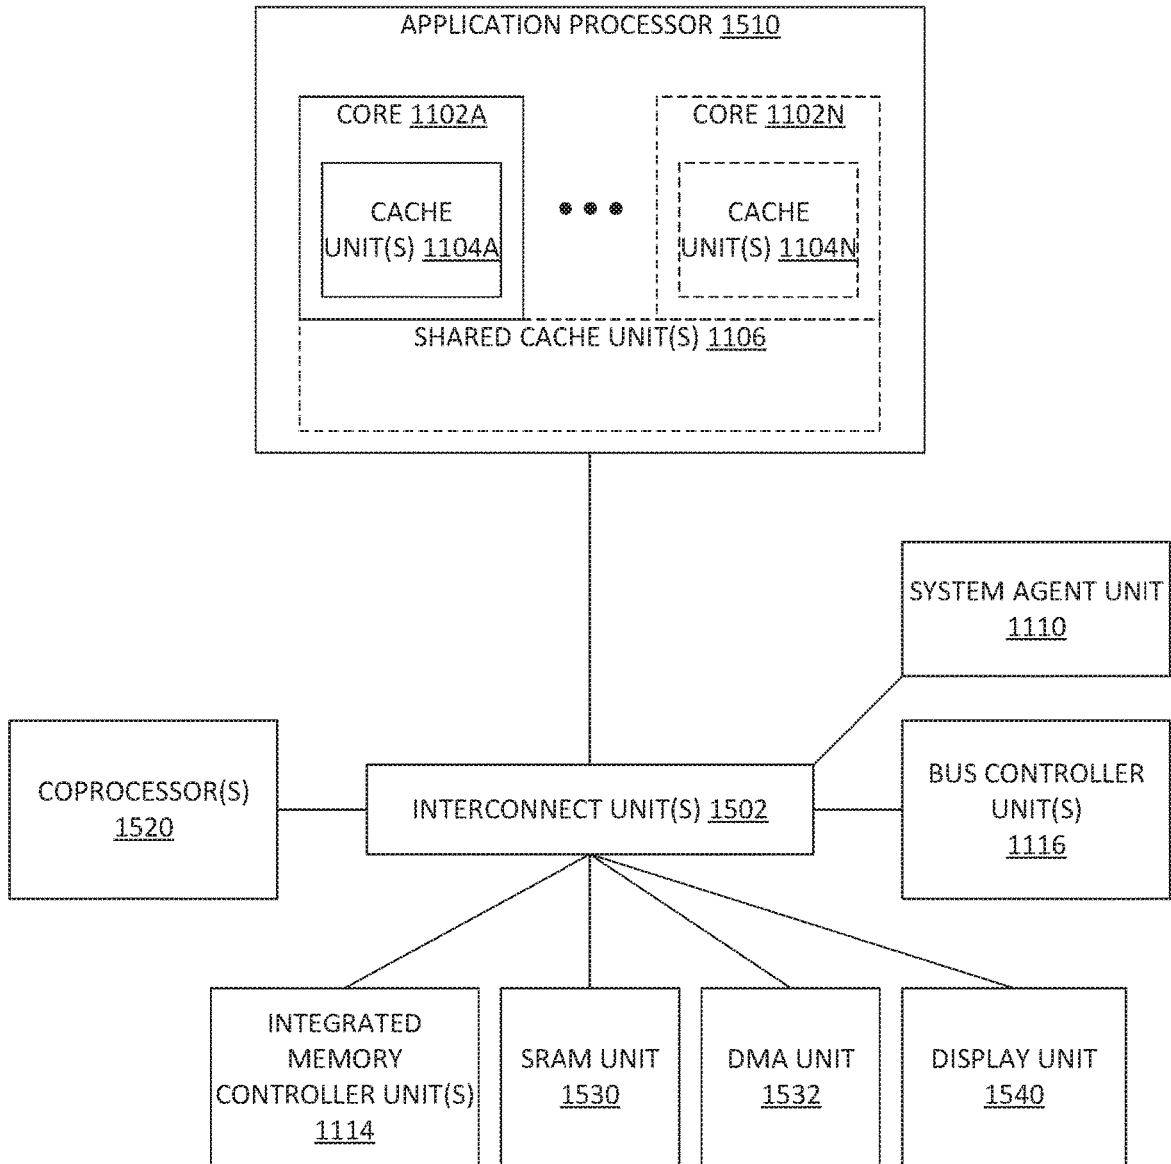 APPLICATION PROCESSOR 1510
CORE 1102A
CORE 1102N
CACHE
UNIT(S) 1104A
CACHE
UNIT(S) 1104N
SHARED CACHE UNIT(S) 1106
SYSTEM AGENT UNIT
1110
COPROCESSOR(S)
1520
INTERCONNECT UNIT(S) 1502
BUS CONTROLLER
UNIT(S)
1116
INTEGRATED
MEMORY
CONTROLLER UNIT(S)
1114
SRAM UNIT
1530
DMA UNIT
1532
DISPLAY UNIT
1540